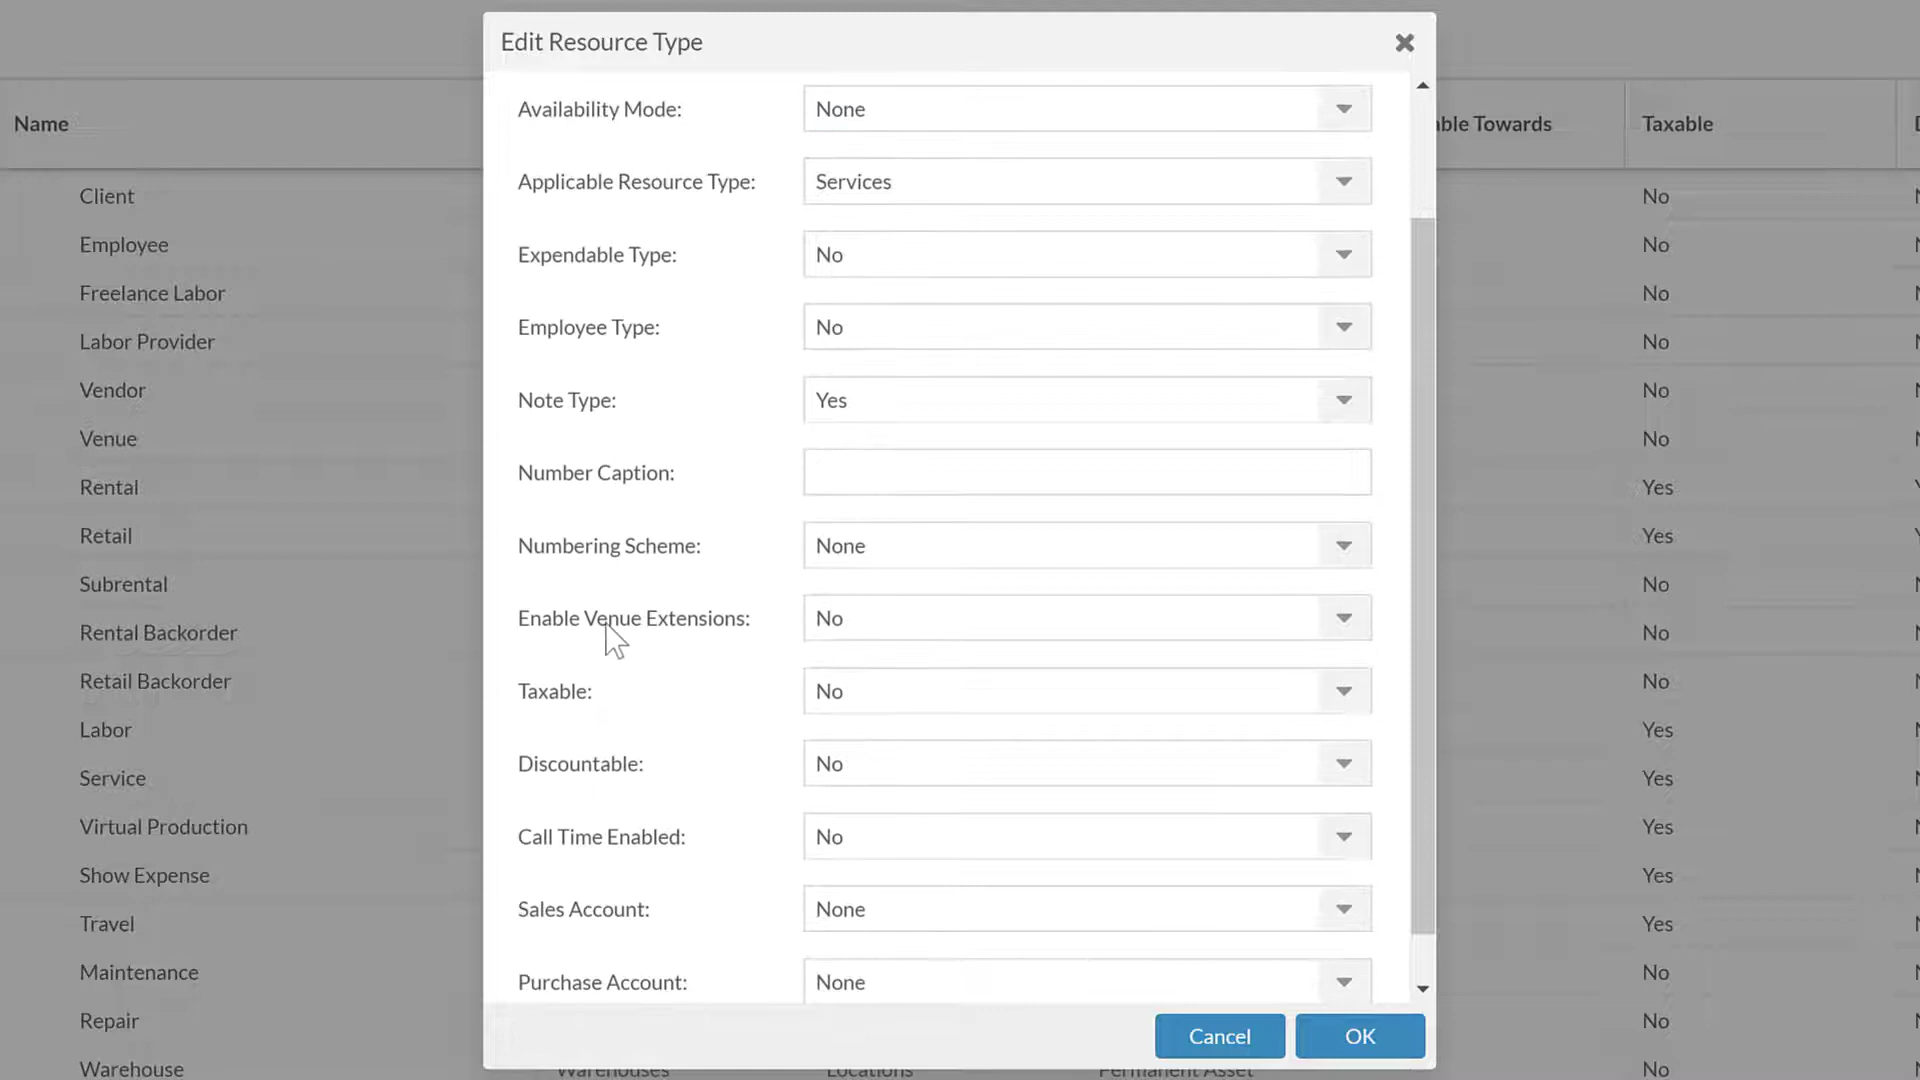 Edit Resource Type
Availability Mode: None
Applicable Resource Type: Services
Expendable Type: No
Employee Type: No
Note Type: Yes
Number Caption:
Numbering Scheme: None
Enable Venue Extensions: No
Taxable: No
Discountable: No
Call Time Enabled: No
Sales Account: None
Purchase Account: None
Cancel OK
Name Towards Taxable
Client No
Employee No
Freelance Labor No
Labor Provider No
Vendor No
Venue No
Rental Yes
Retail Yes
Subrental No
Rental Backorder No
Retail Backorder No
Labor Yes
Service Yes
Virtual Production Yes
Show Expense Yes
Travel Yes
Maintenance No
Repair No
Warehouse Warehouses Locations Permanent Asset No